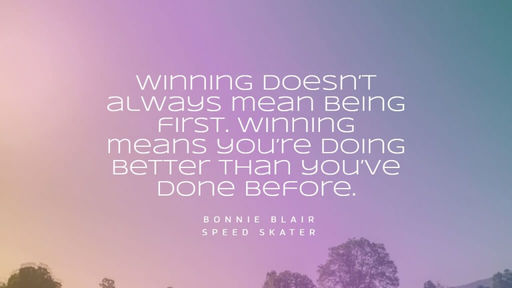 WINNING DOESN'T
ALWAYS MEAN BEING
FIRST. WINNING
MEANS YOU'RE DOING
BETTER THAN YOU'VE
DONE BEFORE.
BONNIE BLAIR
SPEED SKATER